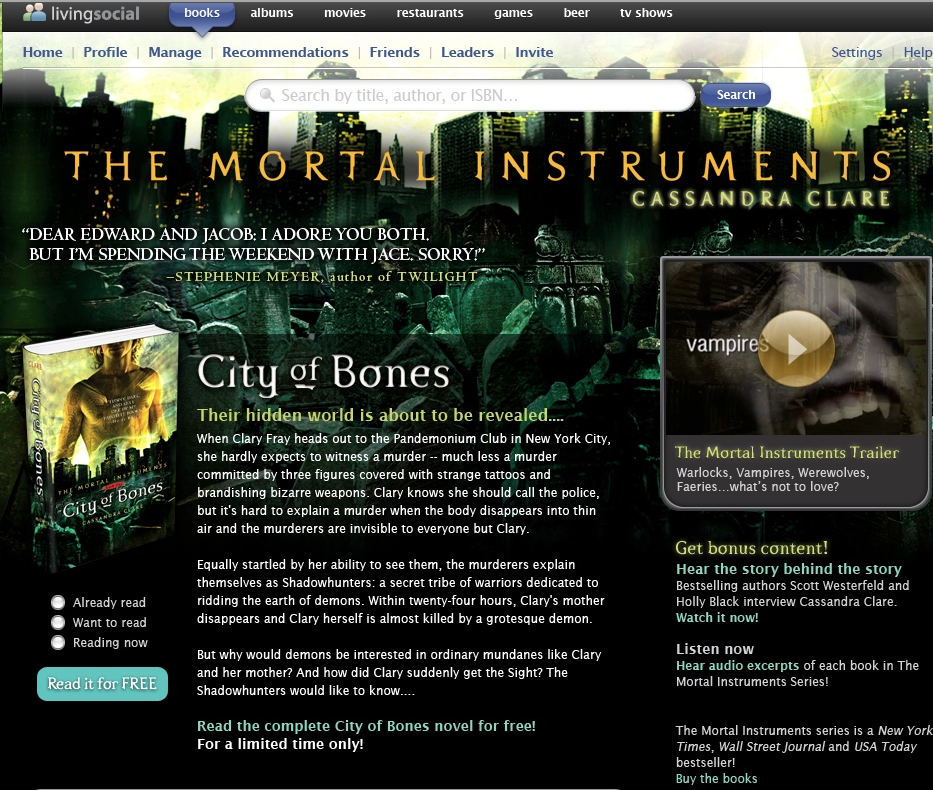 livingsocial books albums movies restaurants games beer tv shows
Home | Profile | Manage | Recommendations | Friends | Leaders | Invite Settings | Help
Search by title, author, or ISBN... Search
THE MORTAL INSTRUMENTS
CASSANDRA CLARE
“DEAR EDWARD AND JACOB: I ADORE YOU BOTH.
BUT I'M SPENDING THE WEEKEND WITH JACE. SORRY!”
—STEPHENIE MEYER, author of TWILIGHT
City of Bones
THE MORTAL INSTRUMENTS
City of Bones
CASSANDRA CLARE
Already read
Want to read
Reading now
Read it for FREE
City of Bones
Their hidden world is about to be revealed....
When Clary Fray heads out to the Pandemonium Club in New York City,
she hardly expects to witness a murder -- much less a murder
committed by three figures covered with strange tattoos and
brandishing bizarre weapons. Clary knows she should call the police,
but it's hard to explain a murder when the body disappears into thin
air and the murderers are invisible to everyone but Clary.
Equally startled by her ability to see them, the murderers explain
themselves as Shadowhunters: a secret tribe of warriors dedicated to
ridding the earth of demons. Within twenty-four hours, Clary's mother
disappears and Clary herself is almost killed by a grotesque demon.
But why would demons be interested in ordinary mundanes like Clary
and her mother? And how did Clary suddenly get the Sight? The
Shadowhunters would like to know....
Read the complete City of Bones novel for free!
For a limited time only!
vampires
The Mortal Instruments Trailer
Warlocks, Vampires, Werewolves,
Faeries...what's not to love?
Get bonus content!
Hear the story behind the story
Bestselling authors Scott Westerfeld and
Holly Black interview Cassandra Clare.
Watch it now!
Listen now
Hear audio excerpts of each book in The
Mortal Instruments Series!
The Mortal Instruments series is a New York
Times, Wall Street Journal and USA Today
bestseller!
Buy the books